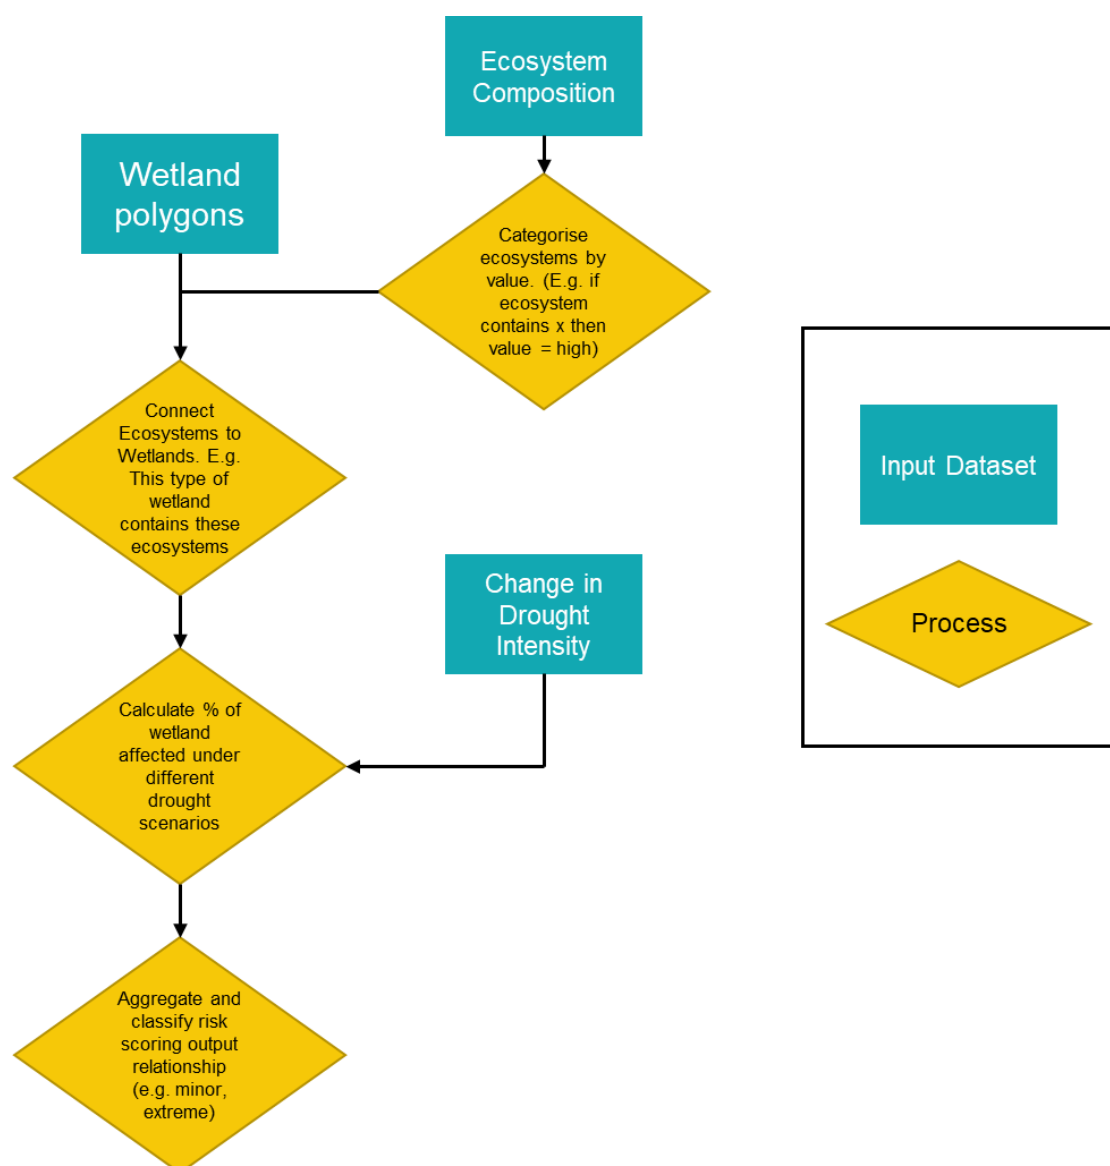 Ecosystem
Composition
Wetland
polygons
Categorise
ecosystems by
value. (E.g. if
ecosystem
contains x then
value = high)
Connect
Ecosystems to
Wetlands. E.g.
This type of
wetland
contains these
ecosystems
Input Dataset
Process
Change in
Drought
Intensity
Calculate % of
wetland
affected under
different
drought
scenarios
Aggregate and
classify risk
scoring output
relationship
(e.g. minor,
extreme)